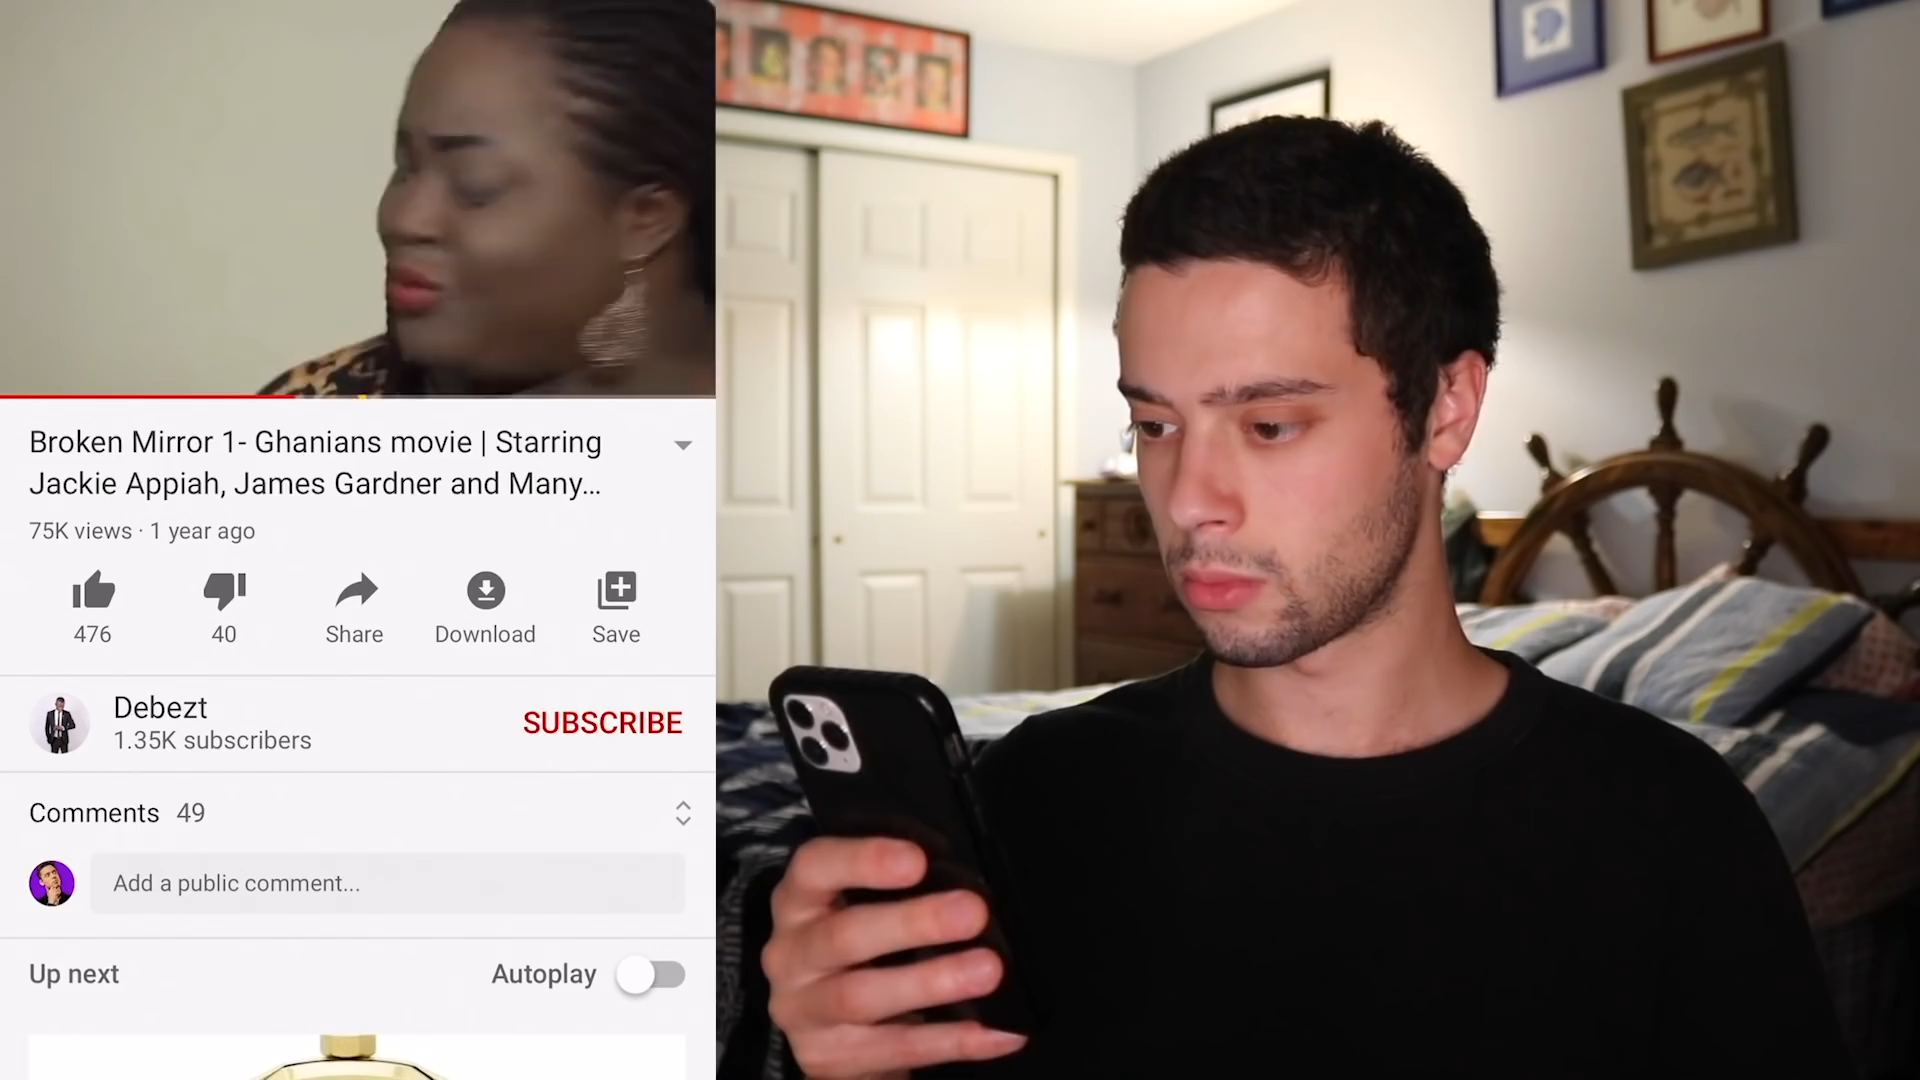 Broken Mirror 1- Ghanians movie | Starring
Jackie Appiah, James Gardner and Many...
75K views · 1 year ago
476
40
Share
Download
Save
Debezt
1.35K subscribers
SUBSCRIBE
Comments 49
Add a public comment...
Up next
Autoplay